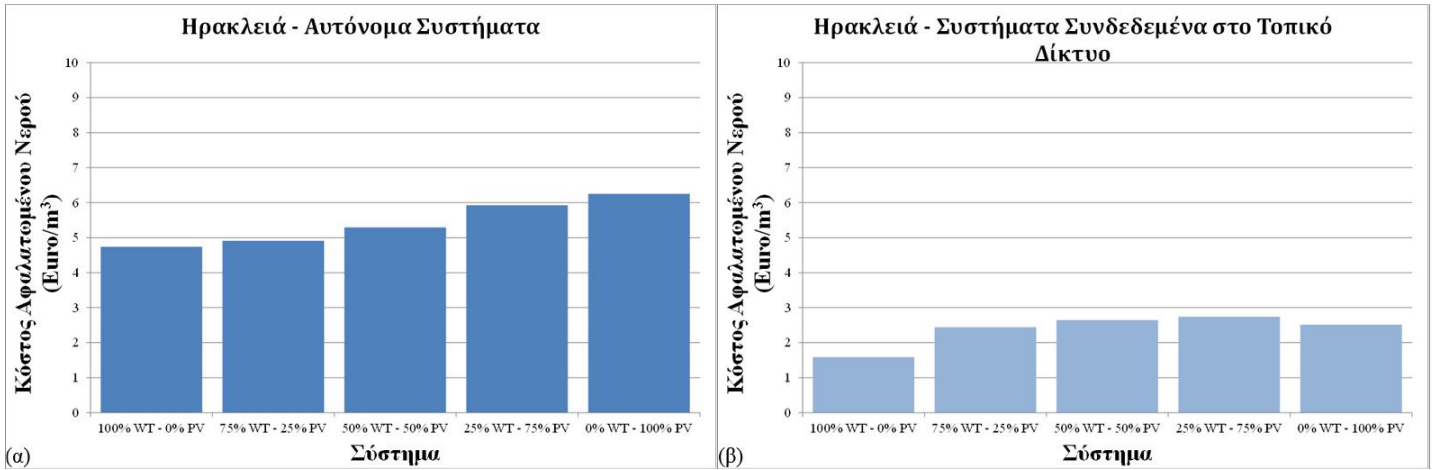 Ηρακλειά - Αυτόνομα Συστήματα
Κόστος Αφαλατωμένου Νερού
(Euro/m³)
10
9
8
7
6
5
4
3
2
1
0
100% WT - 0% PV
75% WT - 25% PV
50% WT - 50% PV
25% WT - 75% PV
0% WT - 100% PV
Σύστημα
(α)
Ηρακλειά - Συστήματα Συνδεδεμένα στο Τοπικό
Δίκτυο
Κόστος Αφαλατωμένου Νερού
(Euro/m³)
10
9
8
7
6
5
4
3
2
1
0
100% WT - 0% PV
75% WT - 25% PV
50% WT - 50% PV
25% WT - 75% PV
0% WT - 100% PV
Σύστημα
(β)